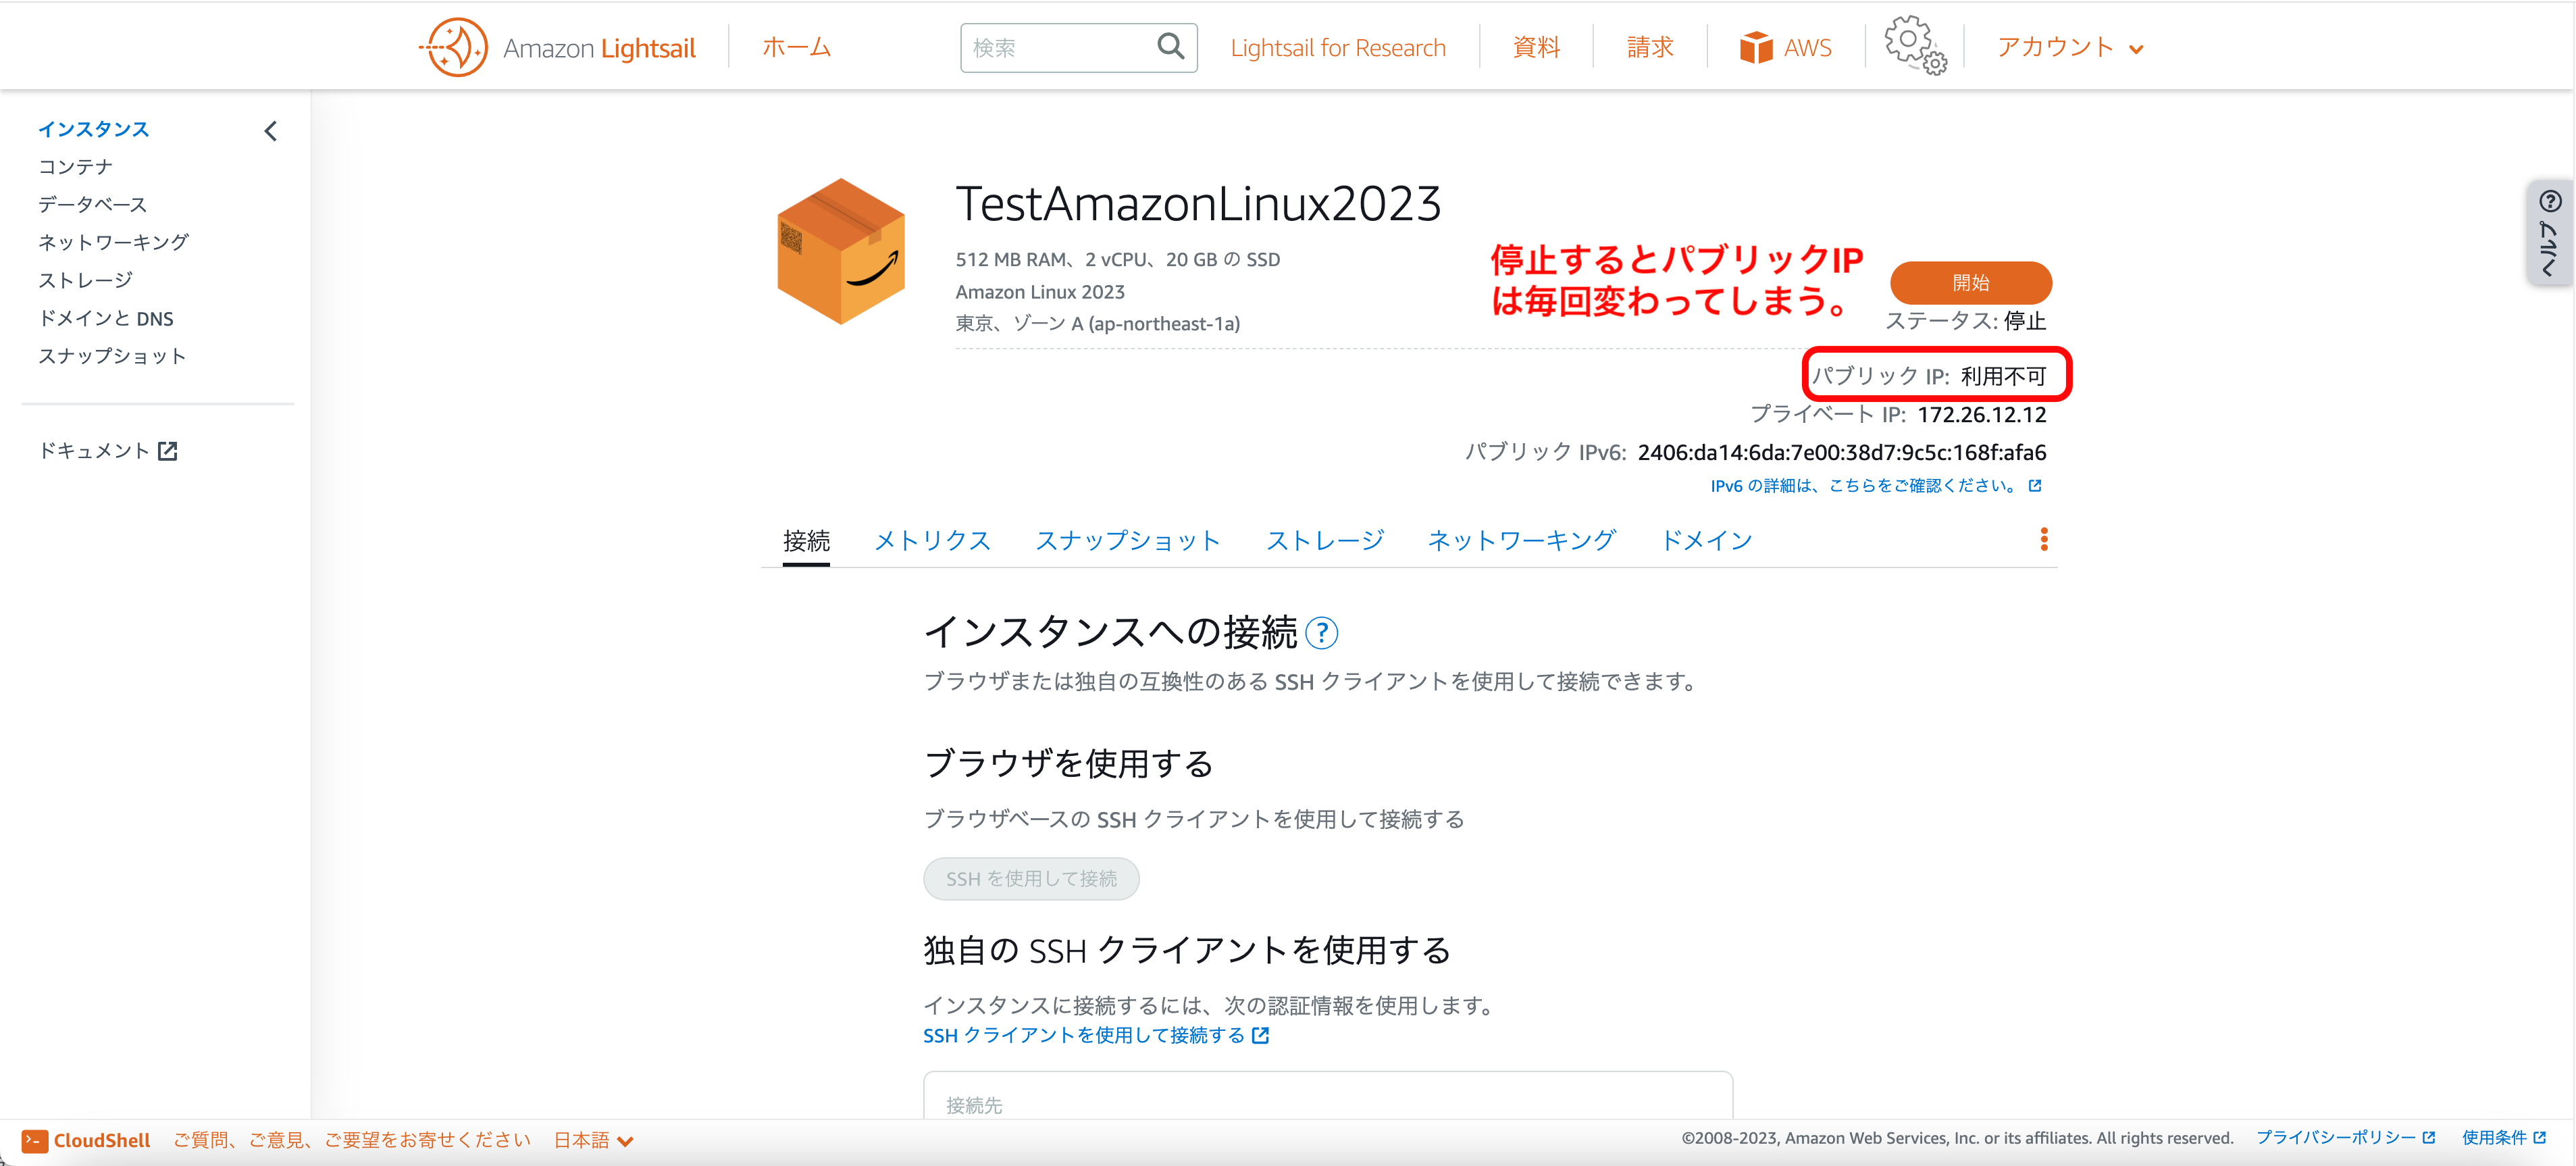 Amazon Lightsail
ホーム
検索
Lightsail for Research
資料
請求
AWS
アカウント
インスタンス
コンテナ
データベース
ネットワーキング
ストレージ
ドメインと DNS
スナップショット
ドキュメント
ヘルプ
TestAmazonLinux2023
512 MB RAM、2 vCPU、20 GB の SSD
Amazon Linux 2023
東京、ゾーン A (ap-northeast-1a)
停止するとパブリックIP
は毎回変わってしまう。
開始
ステータス: 停止
パブリック IP: 利用不可
プライベート IP: 172.26.12.12
パブリック IPv6: 2406:da14:6da:7e00:38d7:9c5c:168f:afa6
IPv6 の詳細は、こちらをご確認ください。
接続
メトリクス
スナップショット
ストレージ
ネットワーキング
ドメイン
インスタンスへの接続
ブラウザまたは独自の互換性のある SSH クライアントを使用して接続できます。
ブラウザを使用する
ブラウザベースの SSH クライアントを使用して接続する
SSH を使用して接続
独自の SSH クライアントを使用する
インスタンスに接続するには、次の認証情報を使用します。
SSH クライアントを使用して接続する
接続先
CloudShell
ご質問、ご意見、ご要望をお寄せください
日本語
©2008-2023, Amazon Web Services, Inc. or its affiliates. All rights reserved.
プライバシーポリシー
使用条件